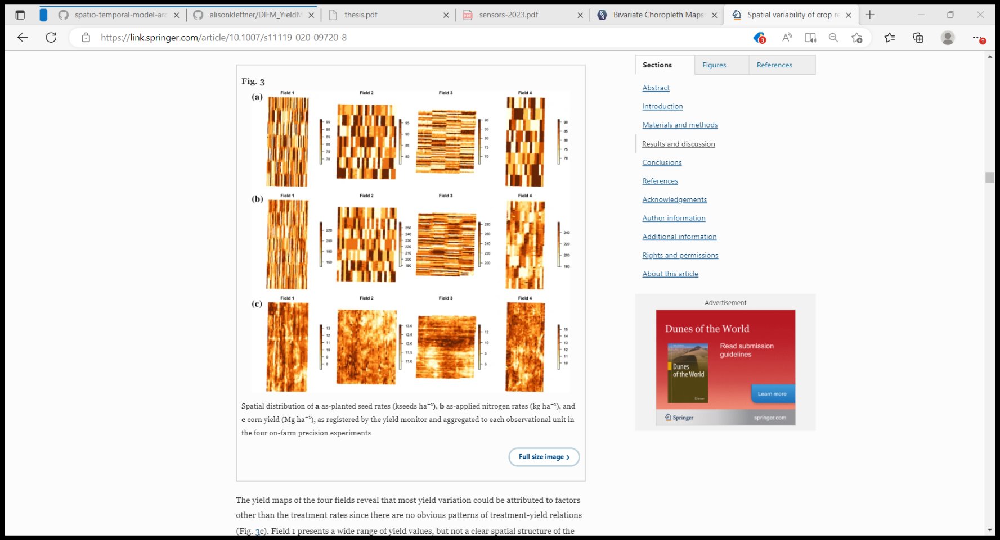 spatio-temporal-model-arc
alisonkleffner/DIFM_YieldM
thesis.pdf
sensors-2023.pdf
Bivariate Choropleth Maps:
Spatial variability of crop re
https://link.springer.com/article/10.1007/s11119-020-09720-8
3
Fig. 3
(a)
Field 1
Field 2
Field 3
Field 4
95
90
85
80
75
70
95
90
85
80
90
85
80
75
70
90
85
80
75
70
(b)
Field 1
Field 2
Field 3
Field 4
220
200
180
160
250
240
230
220
210
200
190
280
260
240
220
200
240
220
200
180
(c)
Field 1
Field 2
Field 3
Field 4
13
12
11
10
9
8
13.0
12.5
12.0
11.5
11.0
12
10
8
6
15
14
13
12
11
10
Spatial distribution of a as-planted seed rates (kseeds ha⁻¹), b as-applied nitrogen rates (kg ha⁻¹), and
c corn yield (Mg ha⁻¹), as registered by the yield monitor and aggregated to each observational unit in
the four on-farm precision experiments
Full size image
The yield maps of the four fields reveal that most yield variation could be attributed to factors
other than the treatment rates since there are no obvious patterns of treatment-yield relations
(Fig. 3c). Field 1 presents a wide range of yield values, but not a clear spatial structure of the
Sections
Figures
References
Abstract
Introduction
Materials and methods
Results and discussion
Conclusions
References
Acknowledgements
Author information
Additional information
Rights and permissions
About this article
Advertisement
Dunes of the World
Read submission
guidelines
Dunes
of the World
Learn more
Springer
springer.com